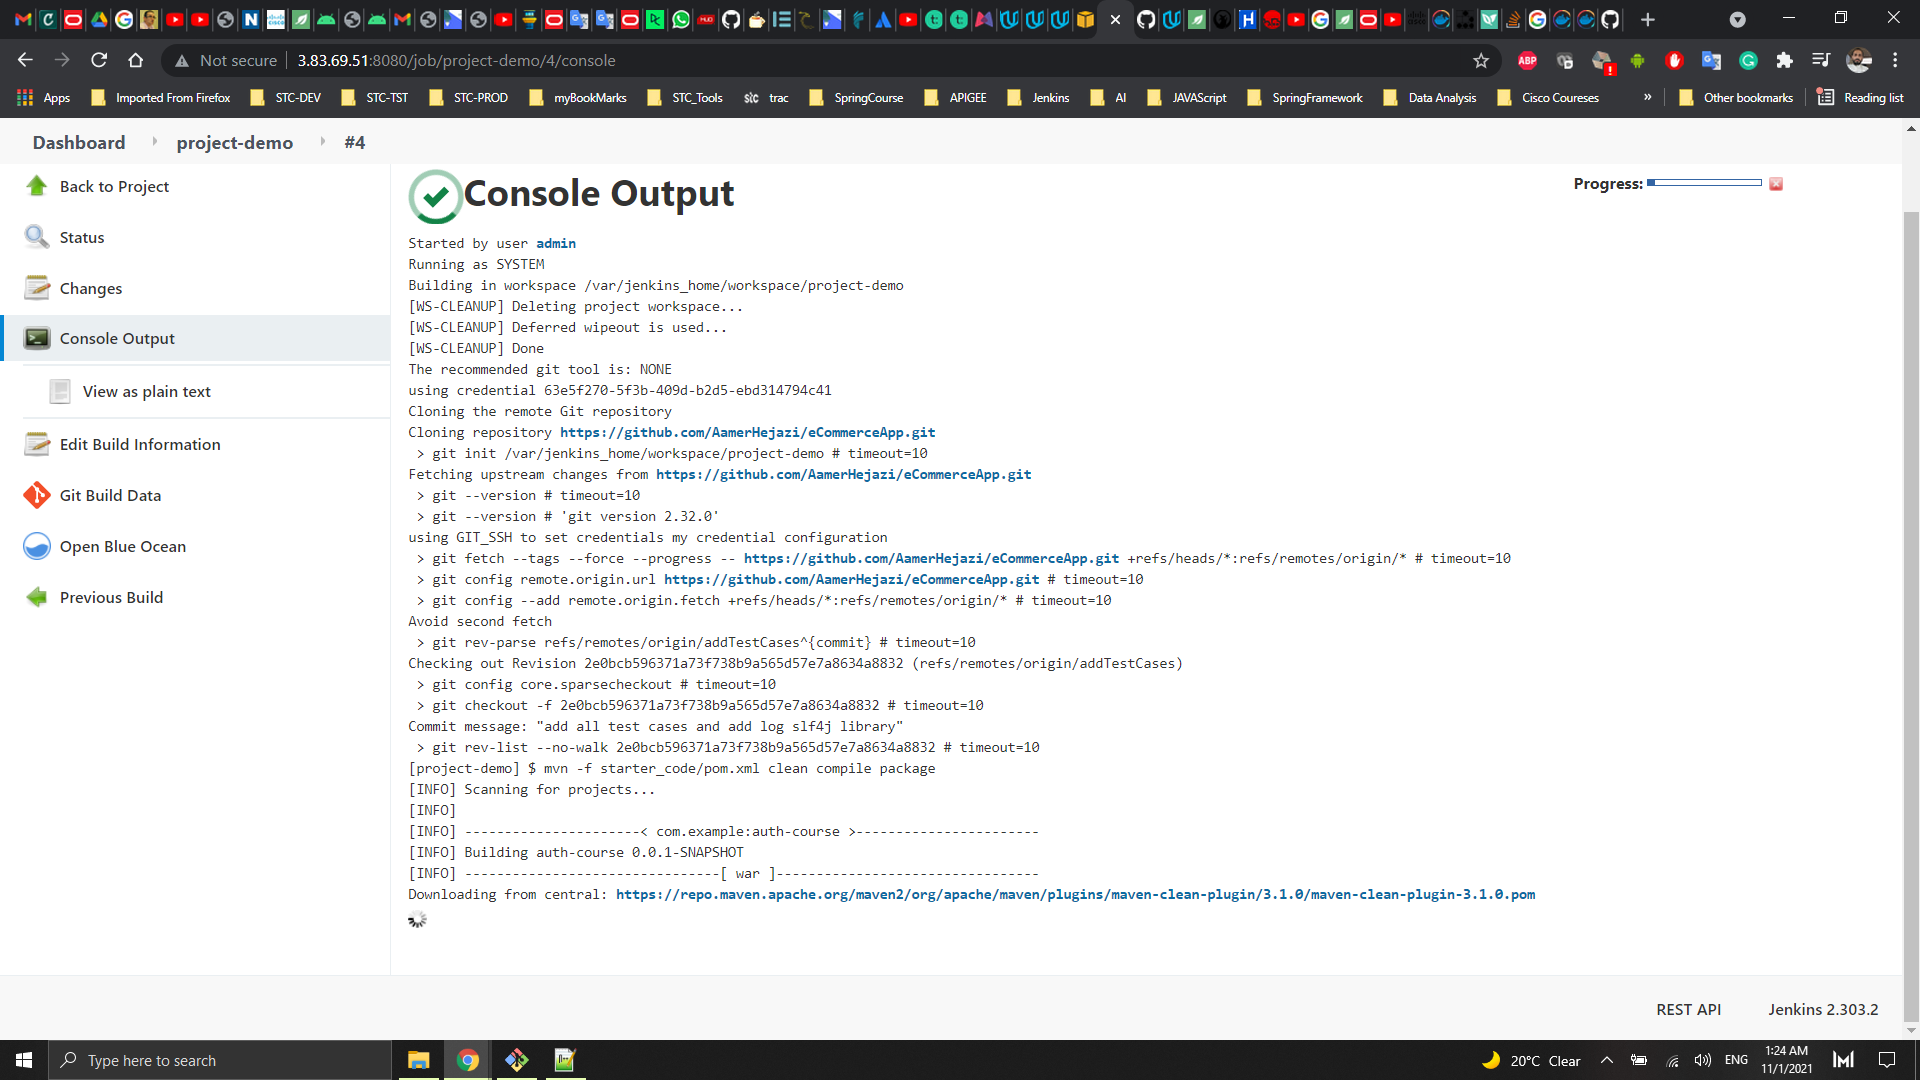 Not secure | 3.83.69.51:8080/job/project-demo/4/console
Apps Imported From Firefox STC-DEV STC-TST STC-PROD myBookMarks STC_Tools stc trac SpringCourse APIGEE Jenkins AI JAVAScript SpringFramework Data Analysis Cisco Coureses » Other bookmarks Reading list
Dashboard project-demo #4
Back to Project
Status
Changes
Console Output
View as plain text
Edit Build Information
Git Build Data
Open Blue Ocean
Previous Build
Console Output
Progress:
Started by user admin
Running as SYSTEM
Building in workspace /var/jenkins_home/workspace/project-demo
[WS-CLEANUP] Deleting project workspace...
[WS-CLEANUP] Deferred wipeout is used...
[WS-CLEANUP] Done
The recommended git tool is: NONE
using credential 63e5f270-5f3b-409d-b2d5-ebd314794c41
Cloning the remote Git repository
Cloning repository https://github.com/AamerHejazi/eCommerceApp.git
> git init /var/jenkins_home/workspace/project-demo # timeout=10
Fetching upstream changes from https://github.com/AamerHejazi/eCommerceApp.git
> git --version # timeout=10
> git --version # 'git version 2.32.0'
using GIT_SSH to set credentials my credential configuration
> git fetch --tags --force --progress -- https://github.com/AamerHejazi/eCommerceApp.git +refs/heads/*:refs/remotes/origin/* # timeout=10
> git config remote.origin.url https://github.com/AamerHejazi/eCommerceApp.git # timeout=10
> git config --add remote.origin.fetch +refs/heads/*:refs/remotes/origin/* # timeout=10
Avoid second fetch
> git rev-parse refs/remotes/origin/addTestCases^{commit} # timeout=10
Checking out Revision 2e0bcb596371a73f738b9a565d57e7a8634a8832 (refs/remotes/origin/addTestCases)
> git config core.sparsecheckout # timeout=10
> git checkout -f 2e0bcb596371a73f738b9a565d57e7a8634a8832 # timeout=10
Commit message: "add all test cases and add log slf4j library"
> git rev-list --no-walk 2e0bcb596371a73f738b9a565d57e7a8634a8832 # timeout=10
[project-demo] $ mvn -f starter_code/pom.xml clean compile package
[INFO] Scanning for projects...
[INFO]
[INFO] ----------------------< com.example:auth-course >-----------------------
[INFO] Building auth-course 0.0.1-SNAPSHOT
[INFO] --------------------------------[ war ]---------------------------------
Downloading from central: https://repo.maven.apache.org/maven2/org/apache/maven/plugins/maven-clean-plugin/3.1.0/maven-clean-plugin-3.1.0.pom
REST API Jenkins 2.303.2
Type here to search
20°C Clear ENG
1:24 AM
11/1/2021